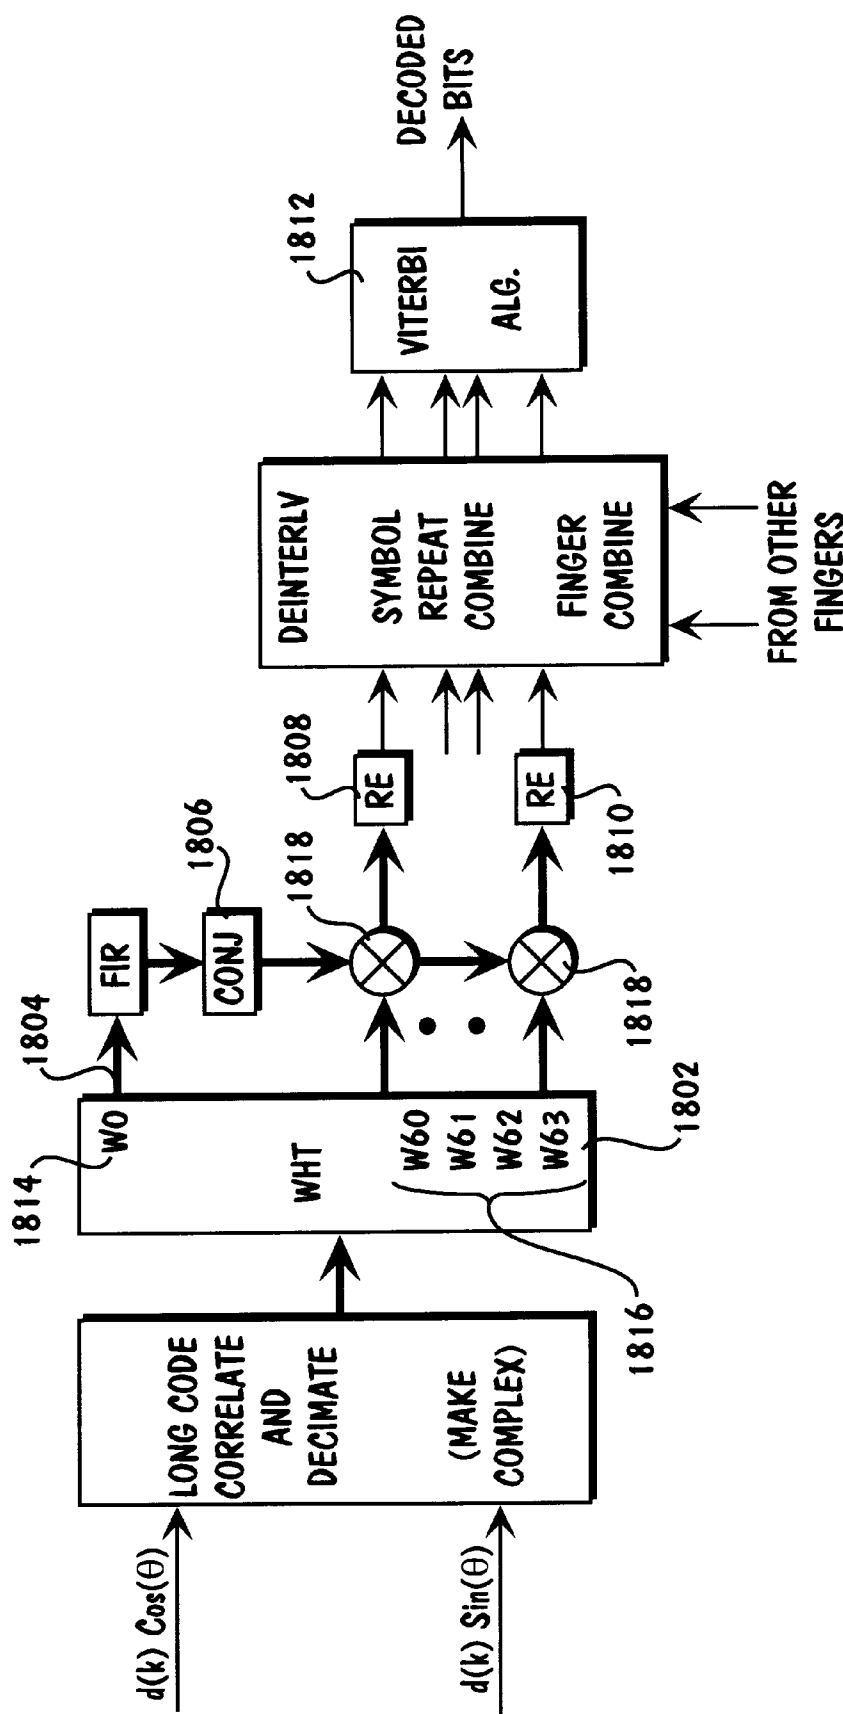 d(k) Cos(θ)
d(k) Sin(θ)
LONG CODE
CORRELATE
AND
DECIMATE
(MAKE
COMPLEX)
1814
W0
WHT
W60
W61
W62
W63
1816
1802
1804
FIR
CONJ
1806
1818
1818
RE
1808
RE
1810
DEINTERLV
SYMBOL
REPEAT
COMBINE
FINGER
COMBINE
FROM OTHER
FINGERS
VITERBI
ALG.
1812
DECODED
BITS